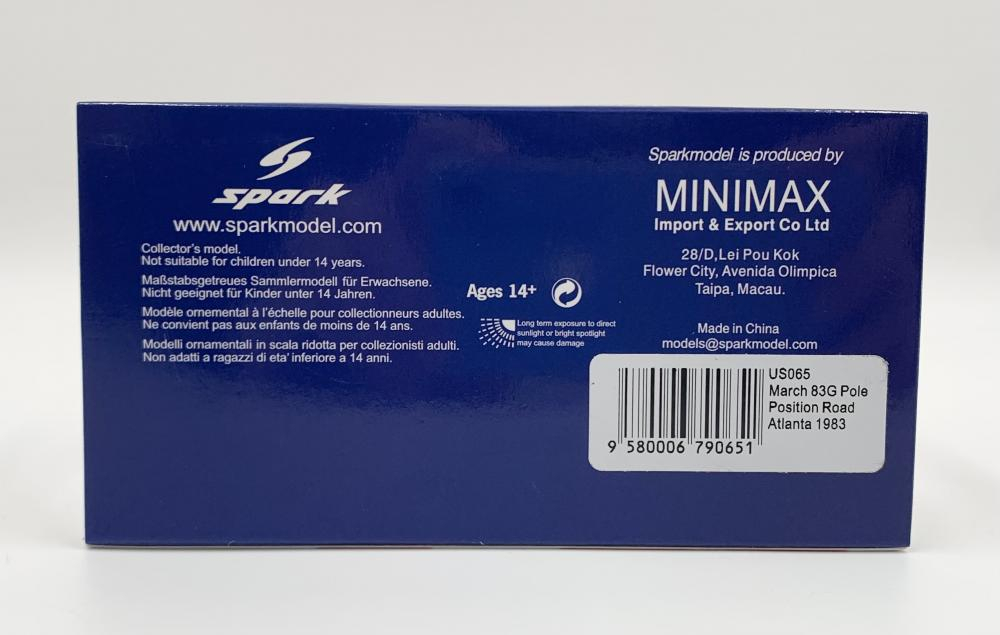 spark
www.sparkmodel.com
Collector's model.
Not suitable for children under 14 years.
Maßstabsgetreues Sammlermodell für Erwachsene.
Nicht geeignet für Kinder unter 14 Jahren.
Modèle ornemental à l'échelle pour collectionneurs adultes.
Ne convient pas aux enfants de moins de 14 ans.
Modelli ornamentali in scala ridotta per collezionisti adulti.
Non adatti a ragazzi di eta' inferiore a 14 anni.
Ages 14+
Long term exposure to direct
sunlight or bright spotlight
may cause damage
Sparkmodel is produced by
MINIMAX
Import & Export Co Ltd
28/D,Lei Pou Kok
Flower City, Avenida Olimpica
Taipa, Macau.
Made in China
models@sparkmodel.com
US065
March 83G Pole
Position Road
Atlanta 1983
9 580006 790651